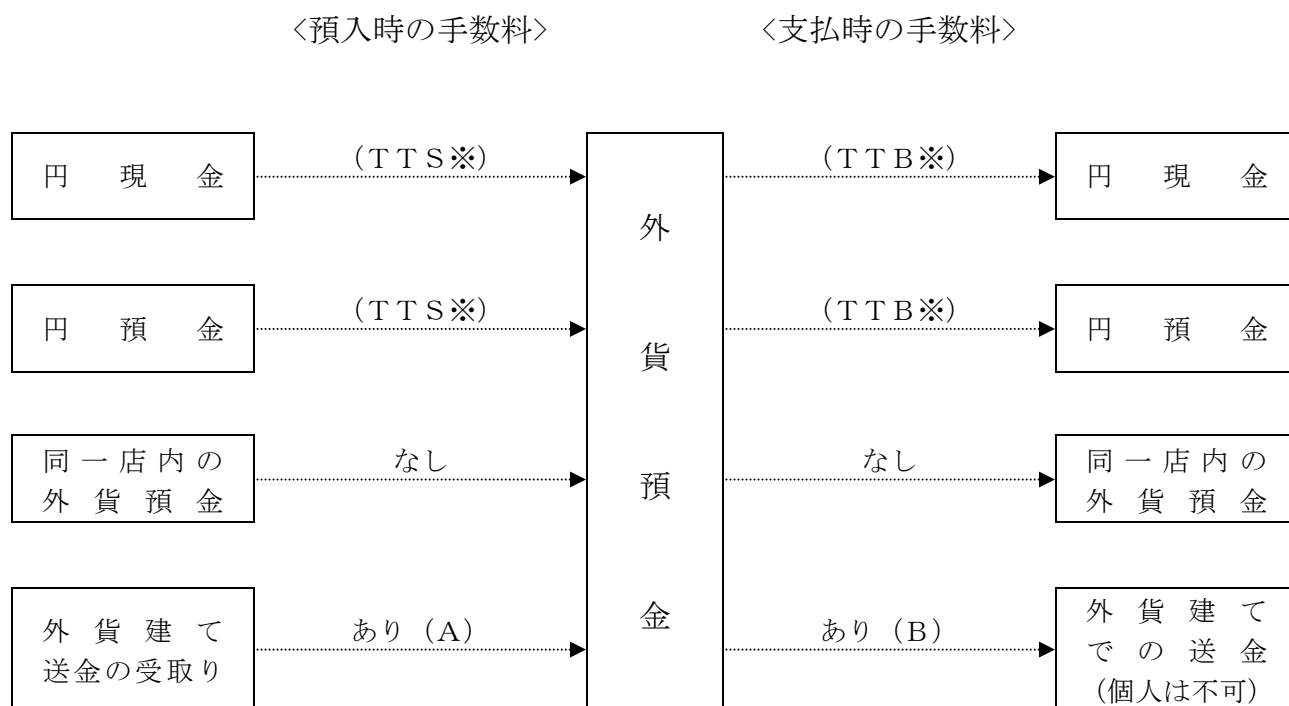 〈預入時の手数料〉
〈支払時の手数料〉
円現金
（ＴＴＳ※）
外貨預金
（ＴＴＢ※）
円現金
円預金
（ＴＴＳ※）
（ＴＴＢ※）
円預金
同一店内の
外貨預金
なし
なし
同一店内の
外貨預金
外貨建て
送金の受取り
あり（Ａ）
あり（Ｂ）
外貨建て
での送金
（個人は不可）